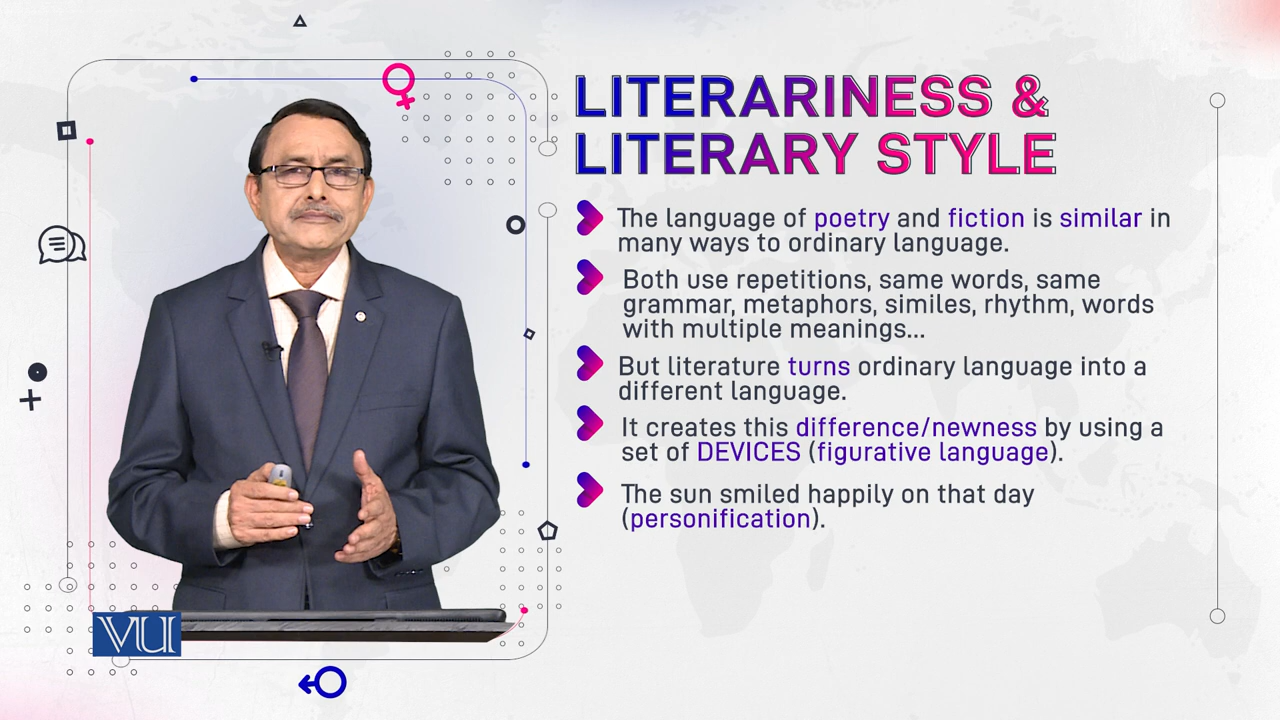 LITERARINESS &
LITERARY STYLE
The language of poetry and fiction is similar in
many ways to ordinary language.
Both use repetitions, same words, same
grammar, metaphors, similes, rhythm, words
with multiple meanings...
But literature turns ordinary language into a
different language.
It creates this difference/newness by using a
set of DEVICES (figurative language).
The sun smiled happily on that day
(personification).
VU